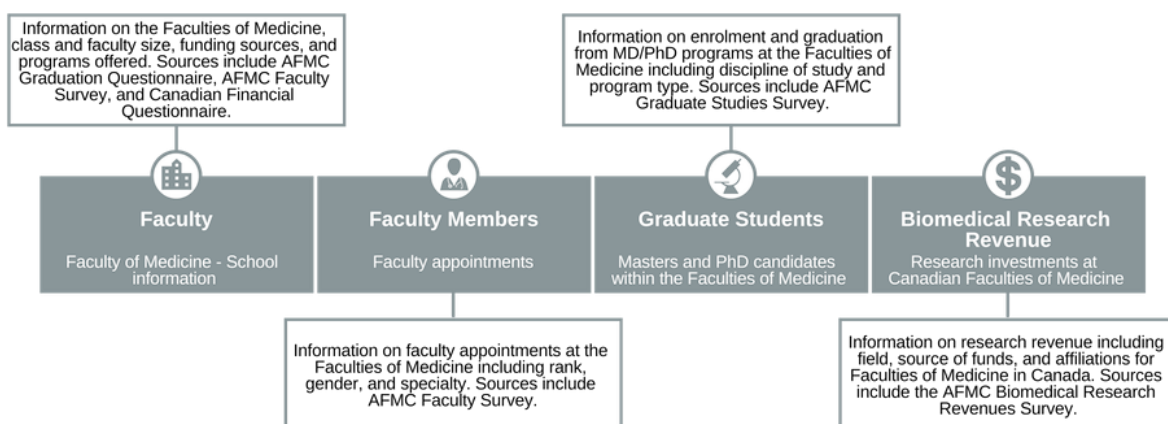 Information on the Faculties of Medicine,
class and faculty size, funding sources, and
programs offered. Sources include AFMC
Graduation Questionnaire, AFMC Faculty
Survey, and Canadian Financial
Questionnaire.
Information on enrolment and graduation
from MD/PhD programs at the Faculties of
Medicine including discipline of study and
program type. Sources include AFMC
Graduate Studies Survey.
Faculty
Faculty of Medicine - School
information
Faculty Members
Faculty appointments
Graduate Students
Masters and PhD candidates
within the Faculties of Medicine
Biomedical Research
Revenue
Research investments at
Canadian Faculties of Medicine
Information on faculty appointments at the
Faculties of Medicine including rank,
gender, and specialty. Sources include
AFMC Faculty Survey.
Information on research revenue including
field, source of funds, and affiliations for
Faculties of Medicine in Canada. Sources
include the AFMC Biomedical Research
Revenues Survey.